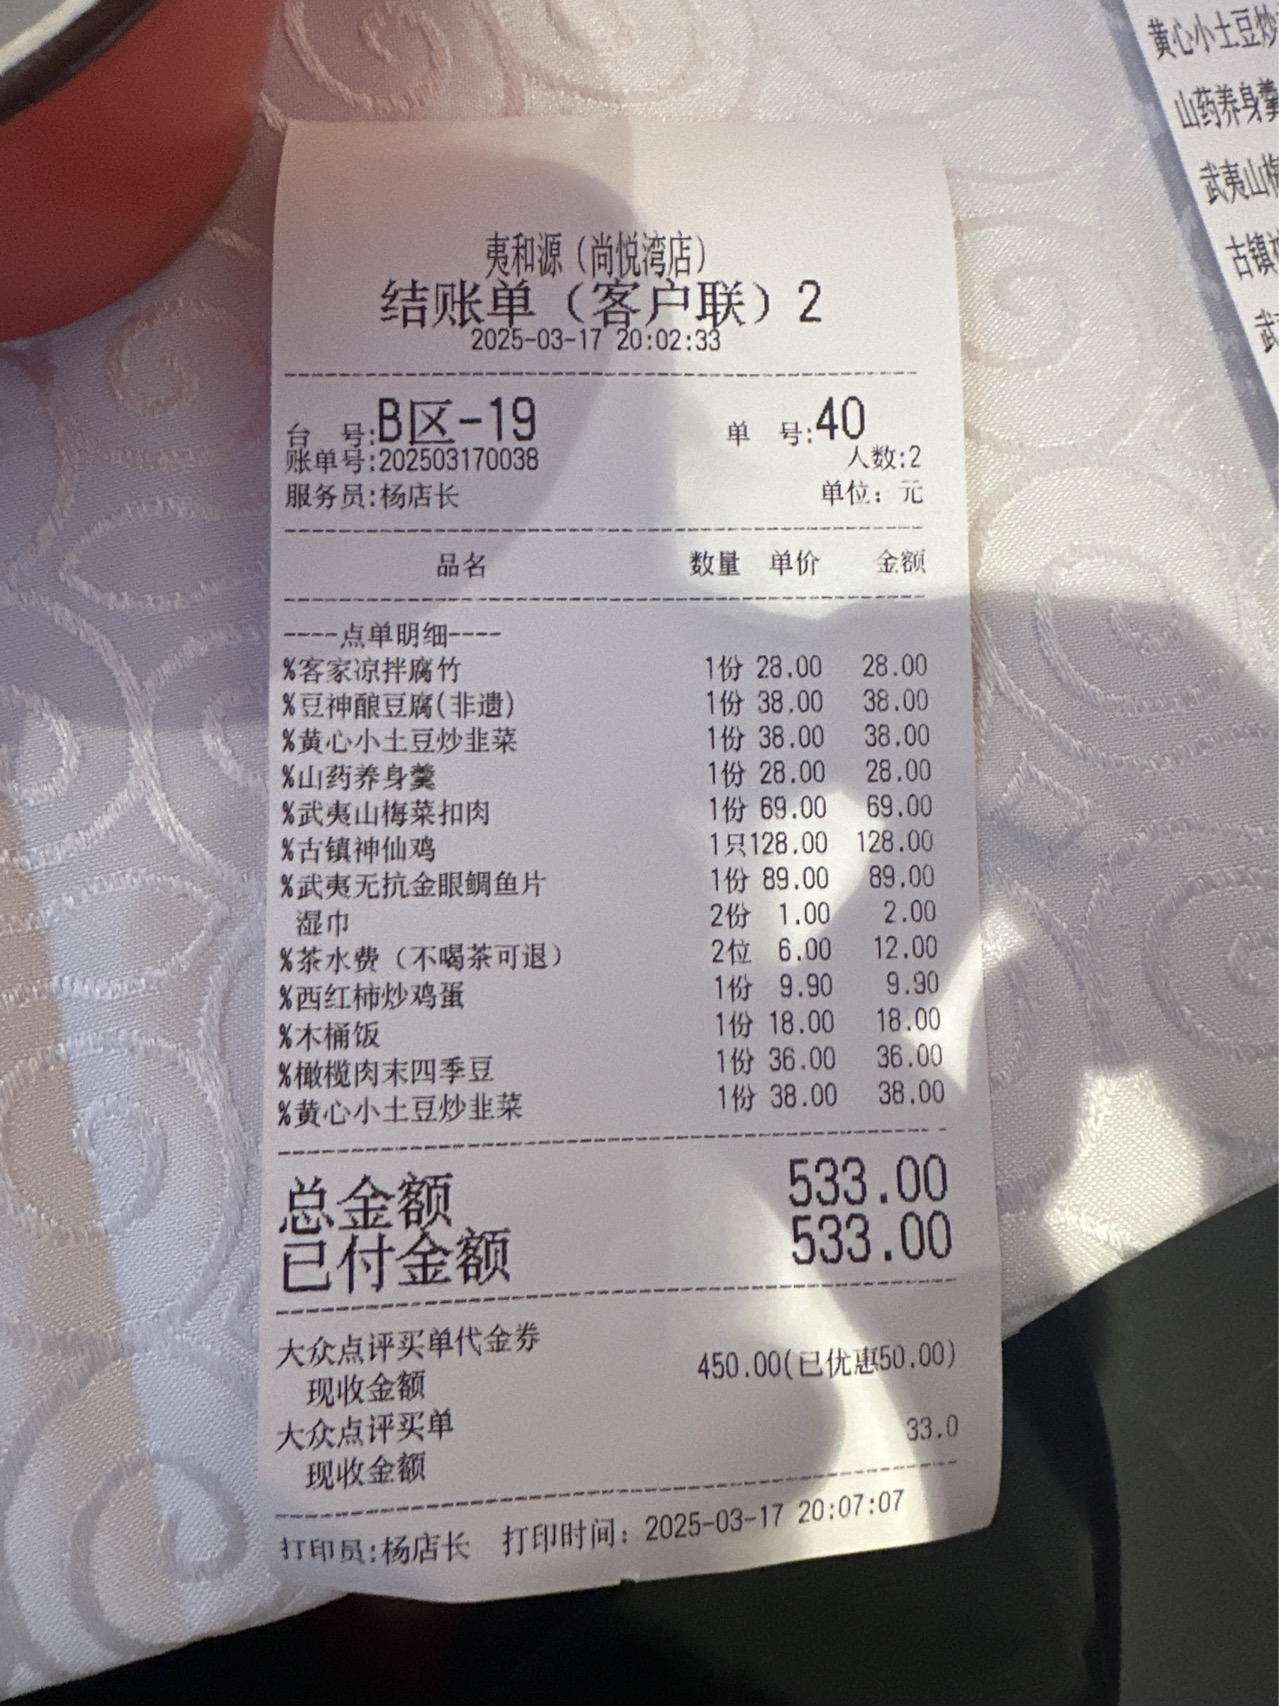 夷和源（尚悦湾店）
结账单（客户联）2
2025-03-17 20:02:33
台 号:B区-19 单 号:40
账单号:202503170038 人数:2
服务员:杨店长 单位：元
品名 数量 单价 金额
----点单明细----
%客家凉拌腐竹 1份 28.00 28.00
%豆神酿豆腐(非遗) 1份 38.00 38.00
%黄心小土豆炒韭菜 1份 38.00 38.00
%山药养身羹 1份 28.00 28.00
%武夷山梅菜扣肉 1份 69.00 69.00
%古镇神仙鸡 1只128.00 128.00
%武夷无抗金眼鲷鱼片 1份 89.00 89.00
湿巾 2份 1.00 2.00
%茶水费（不喝茶可退） 2位 6.00 12.00
%西红柿炒鸡蛋 1份 9.90 9.90
%木桶饭 1份 18.00 18.00
%橄榄肉末四季豆 1份 36.00 36.00
%黄心小土豆炒韭菜 1份 38.00 38.00
总金额 533.00
已付金额 533.00
大众点评买单代金券
现收金额 450.00(已优惠50.00)
大众点评买单
现收金额 33.0
打印员:杨店长 打印时间：2025-03-17 20:07:07
黄心小土豆炒
山药养身羹
武夷山梅
古镇神
武